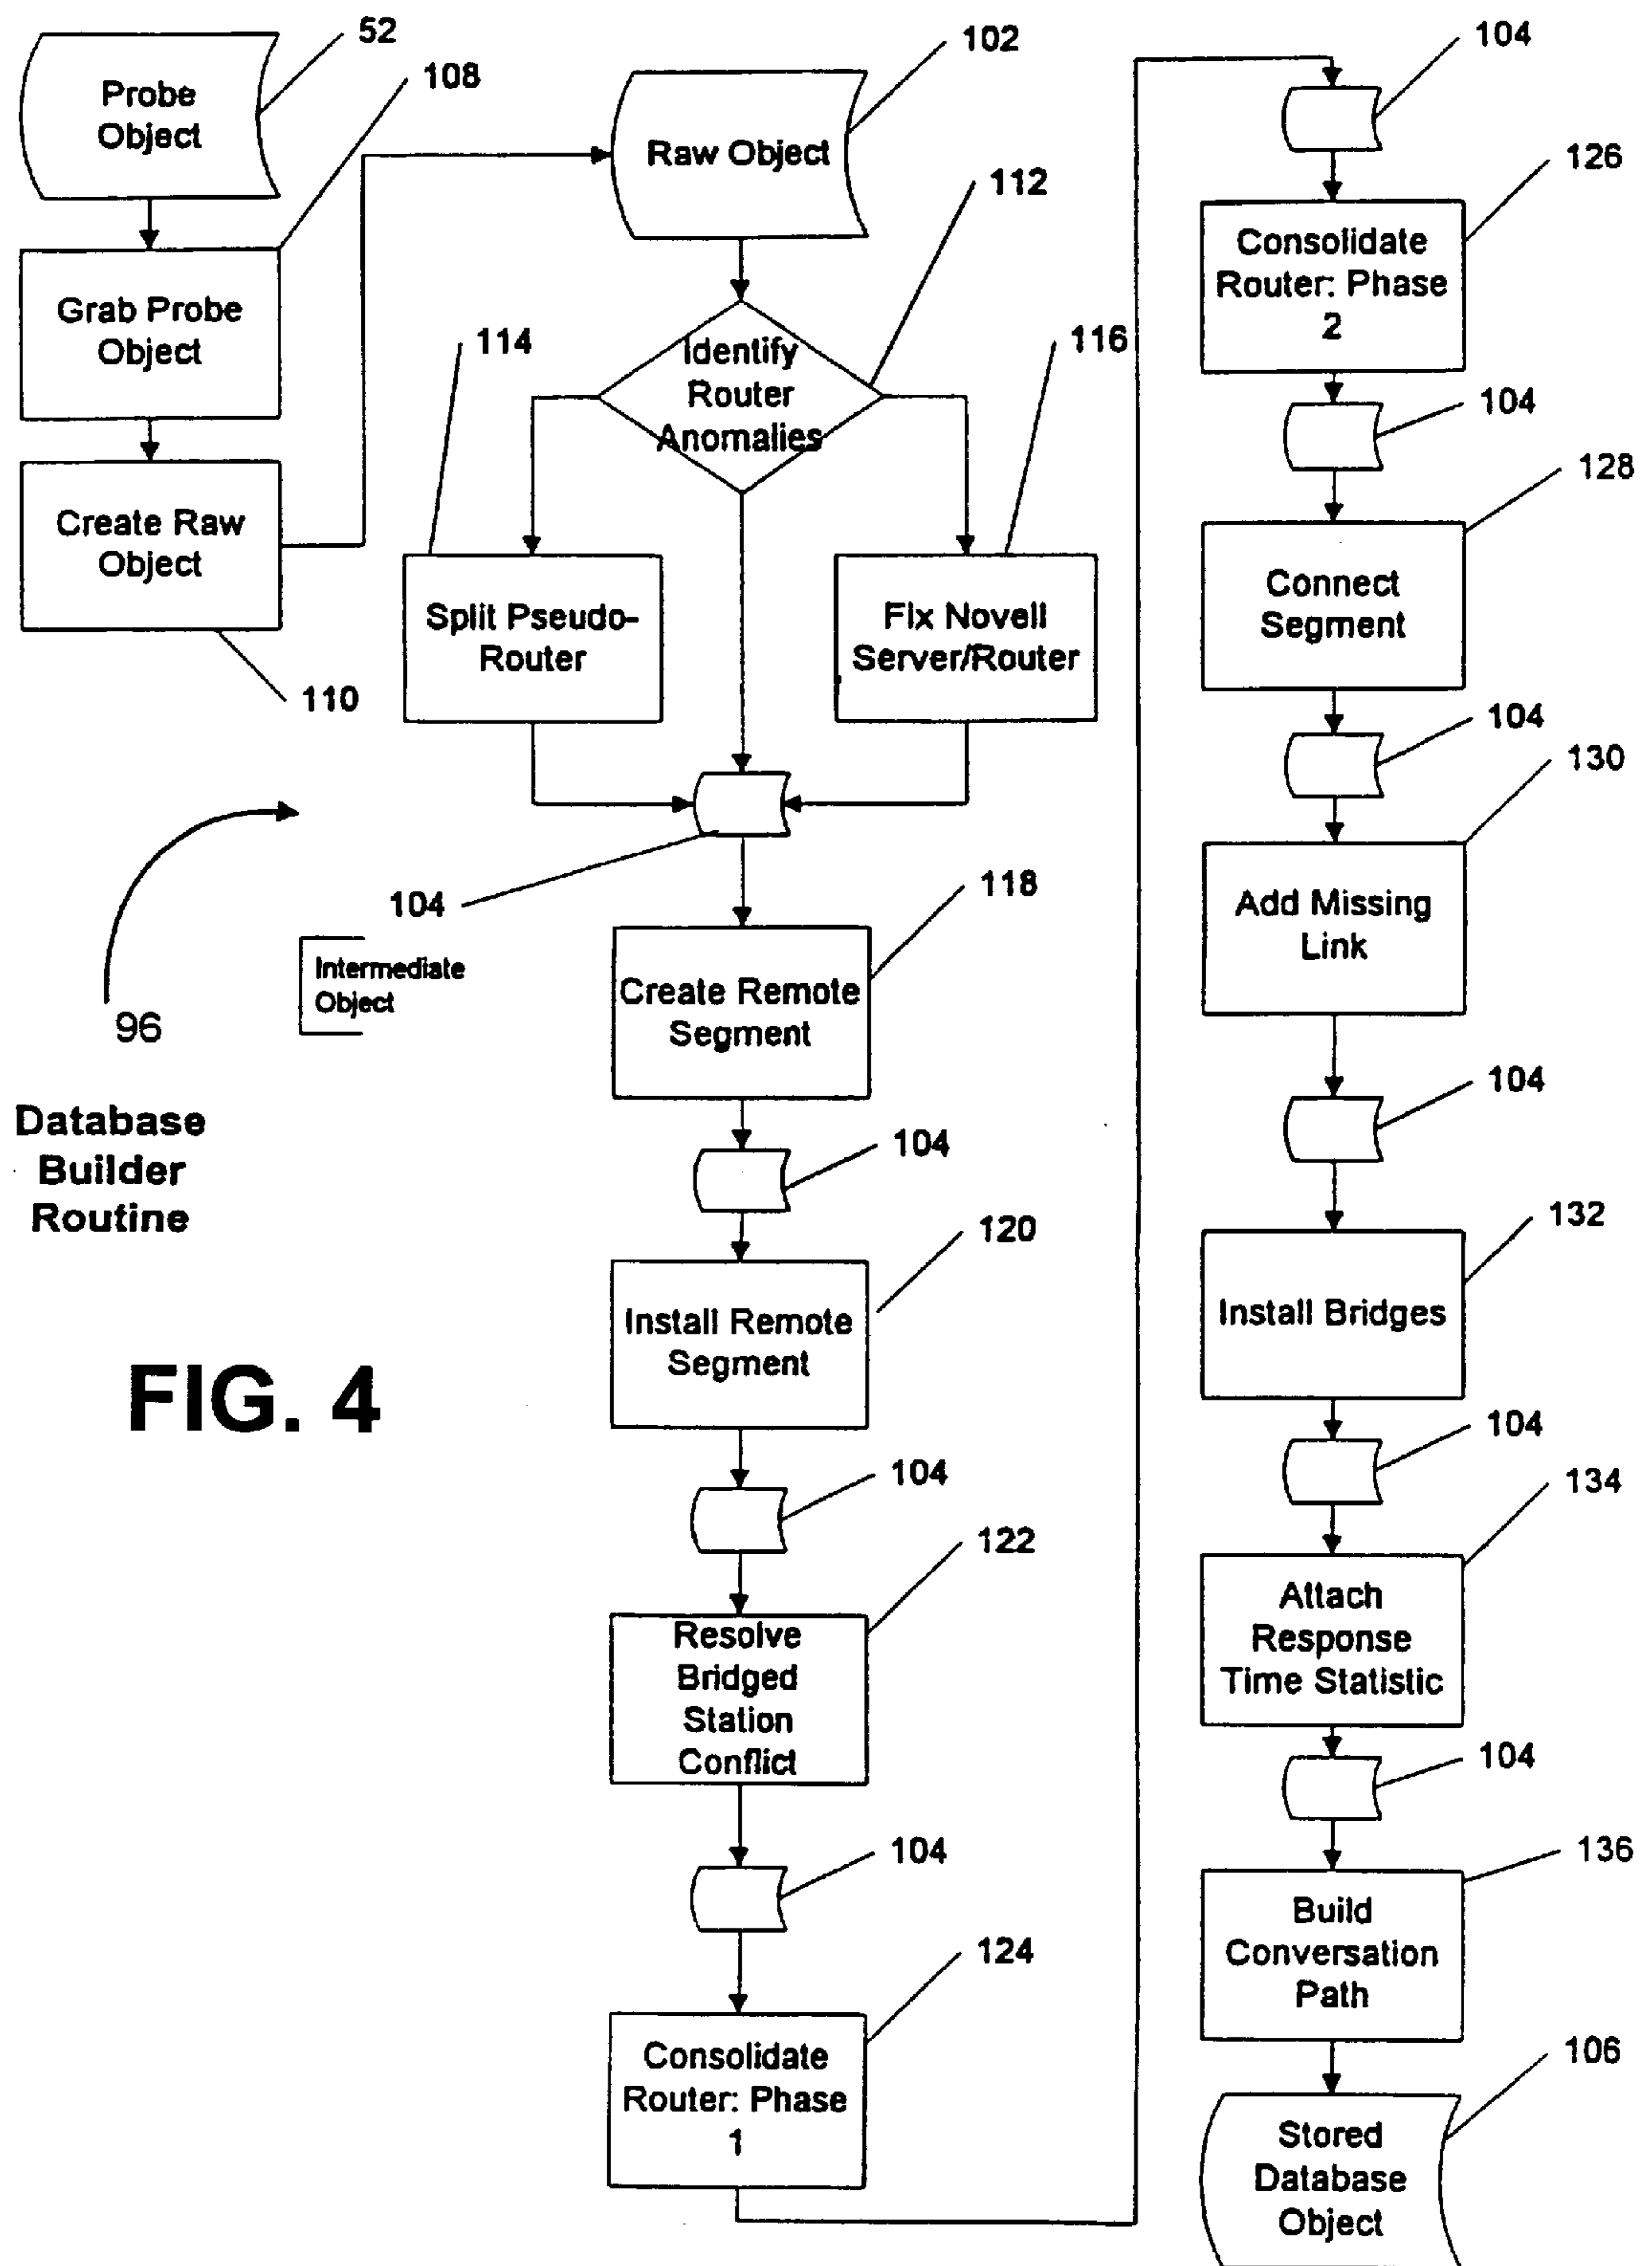 52
Probe
Object
108
Grab Probe
Object
Create Raw
Object
110
102
Raw Object
112
Identify
Router
Anomalies
114
Split Pseudo-
Router
116
Fix Novell
Server/Router
104
Intermediate
Object
96
Database
Builder
Routine
FIG. 4
118
Create Remote
Segment
104
120
Install Remote
Segment
104
122
Resolve
Bridged
Station
Conflict
104
124
Consolidate
Router: Phase
1
104
126
Consolidate
Router: Phase
2
104
128
Connect
Segment
104
130
Add Missing
Link
104
132
Install Bridges
104
134
Attach
Response
Time Statistic
104
136
Build
Conversation
Path
106
Stored
Database
Object